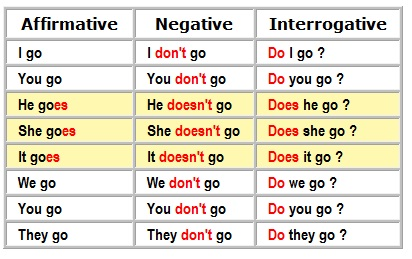 Affirmative Negative Interrogative
I go I don't go Do I go ?
You go You don't go Do you go ?
He goes He doesn't go Does he go ?
She goes She doesn't go Does she go ?
It goes It doesn't go Does it go ?
We go We don't go Do we go ?
You go You don't go Do you go ?
They go They don't go Do they go ?